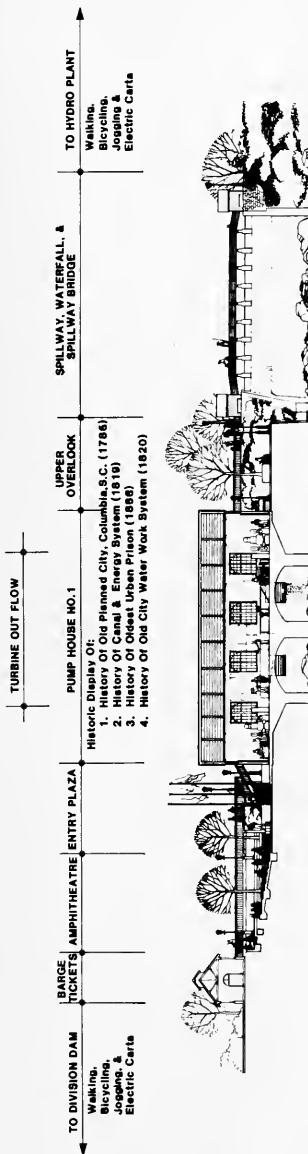 TURBINE OUT FLOW
TO DIVISION DAM
BARGE
TICKETS
AMPHITHEATRE
ENTRY PLAZA
PUMP HOUSE NO. 1
UPPER
OVERLOOK
SPILLWAY, WATERFALL, &
SPILLWAY BRIDGE
TO HYDRO PLANT
Walking,
Bicycling,
Jogging, &
Electric Carts
Historic Display Of:
1. History Of Old Planned City, Columbia, S.C. (1786)
2. History Of Canal & Energy System (1819)
3. History Of Oldest Urban Prison (1866)
4. History Of Old City Water Work System (1820)
Walking,
Bicycling,
Jogging &
Electric Carts